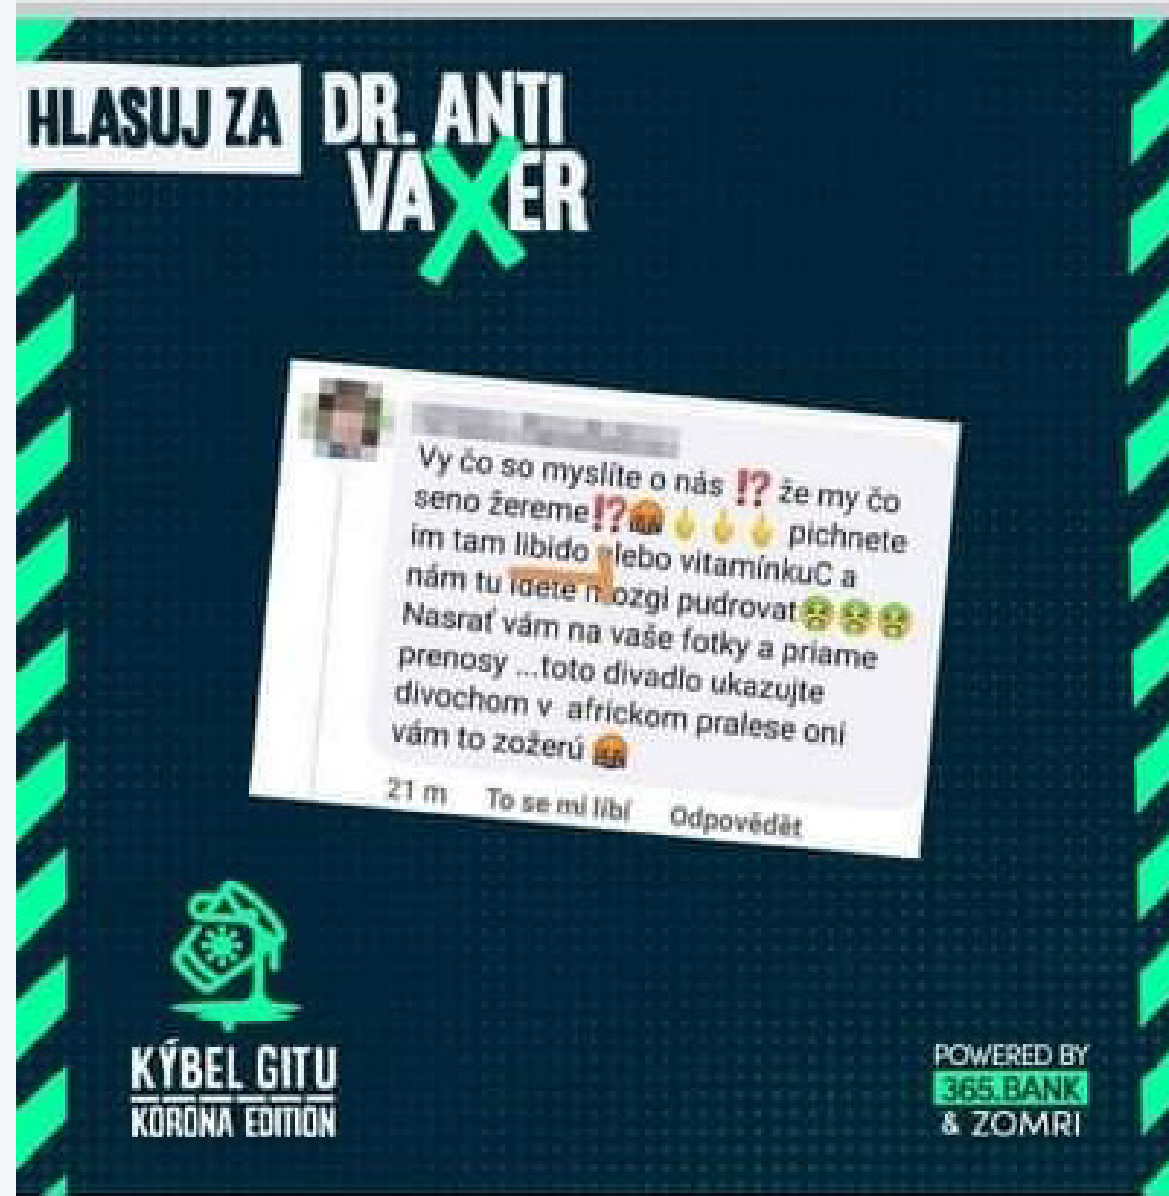 HLASUJ ZA DR. ANTI
VAXER
Vy čo so myslíte o nás ⁉️ že my čo
seno žereme⁉️🤬🖕🖕🖕 pichnete
im tam libido alebo vitamínkuC a
nám tu idete mozgi pudrovat🤮🤮🤮
Nasrať vám na vaše fotky a priame
prenosy ...toto divadlo ukazujte
divochom v africkom pralese oni
vám to zožerú 🤬
21 m To se mi líbí Odpovědět
KÝBEL GITU
KORONA EDITION
POWERED BY
365.BANK
& ZOMRI